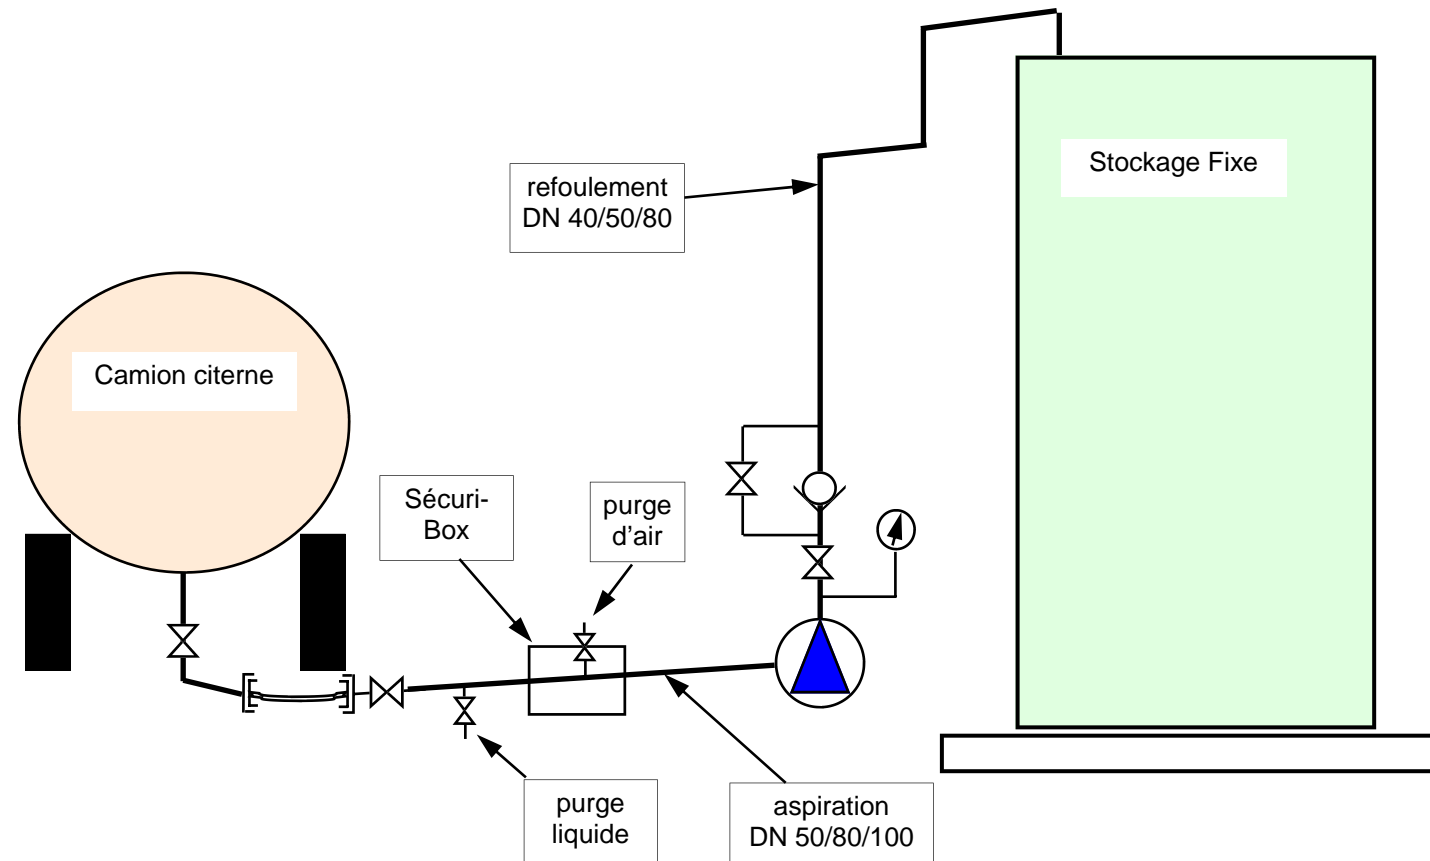 Stockage Fixe
refoulement
DN 40/50/80
Camion citerne
Sécuri-
Box
purge
d’air
purge
liquide
aspiration
DN 50/80/100